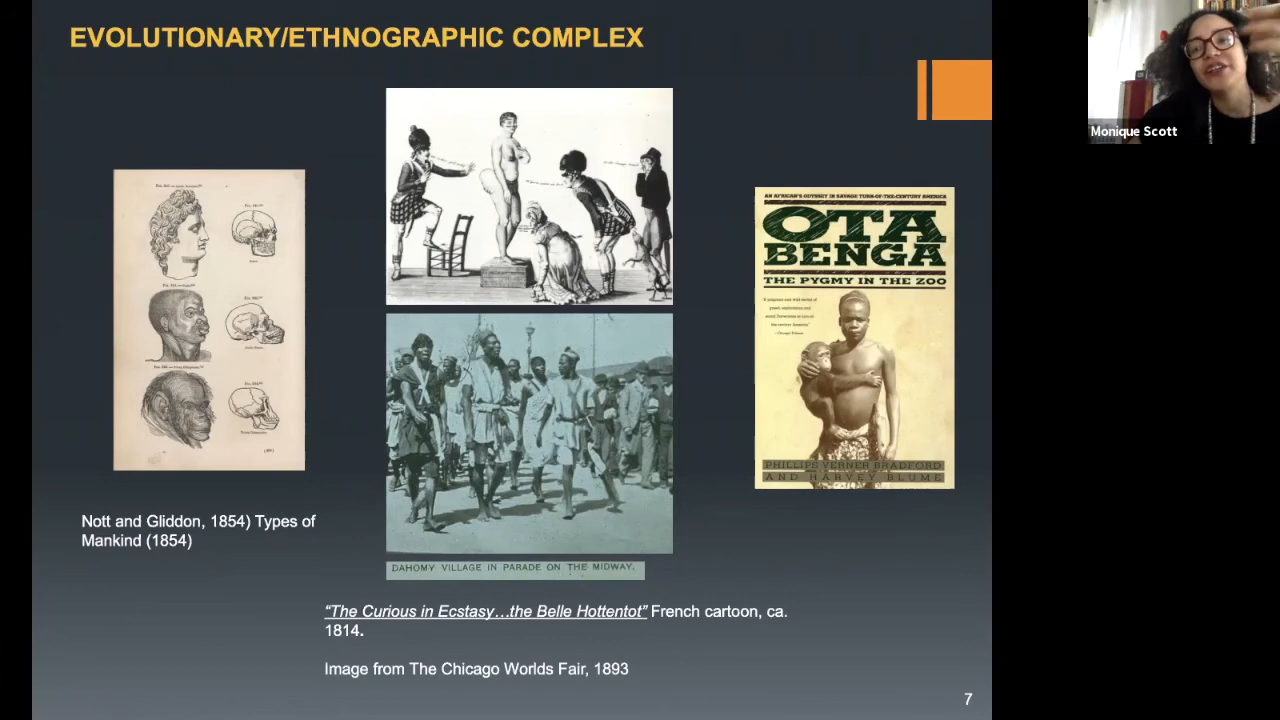 EVOLUTIONARY/ETHNOGRAPHIC COMPLEX
Monique Scott
AN AFRICAN'S ODYSSEY IN SAVAGE TURN-OF-THE-CENTURY AMERICA
OTA
BENGA
THE PYGMY IN THE ZOO
PHILLIPS VERNER BRADFORD
AND HARVEY BLUME
Nott and Gliddon, 1854) Types of
Mankind (1854)
DAHOMY VILLAGE IN PARADE ON THE MIDWAY.
“The Curious in Ecstasy…the Belle Hottentot” French cartoon, ca.
1814.
Image from The Chicago Worlds Fair, 1893
7